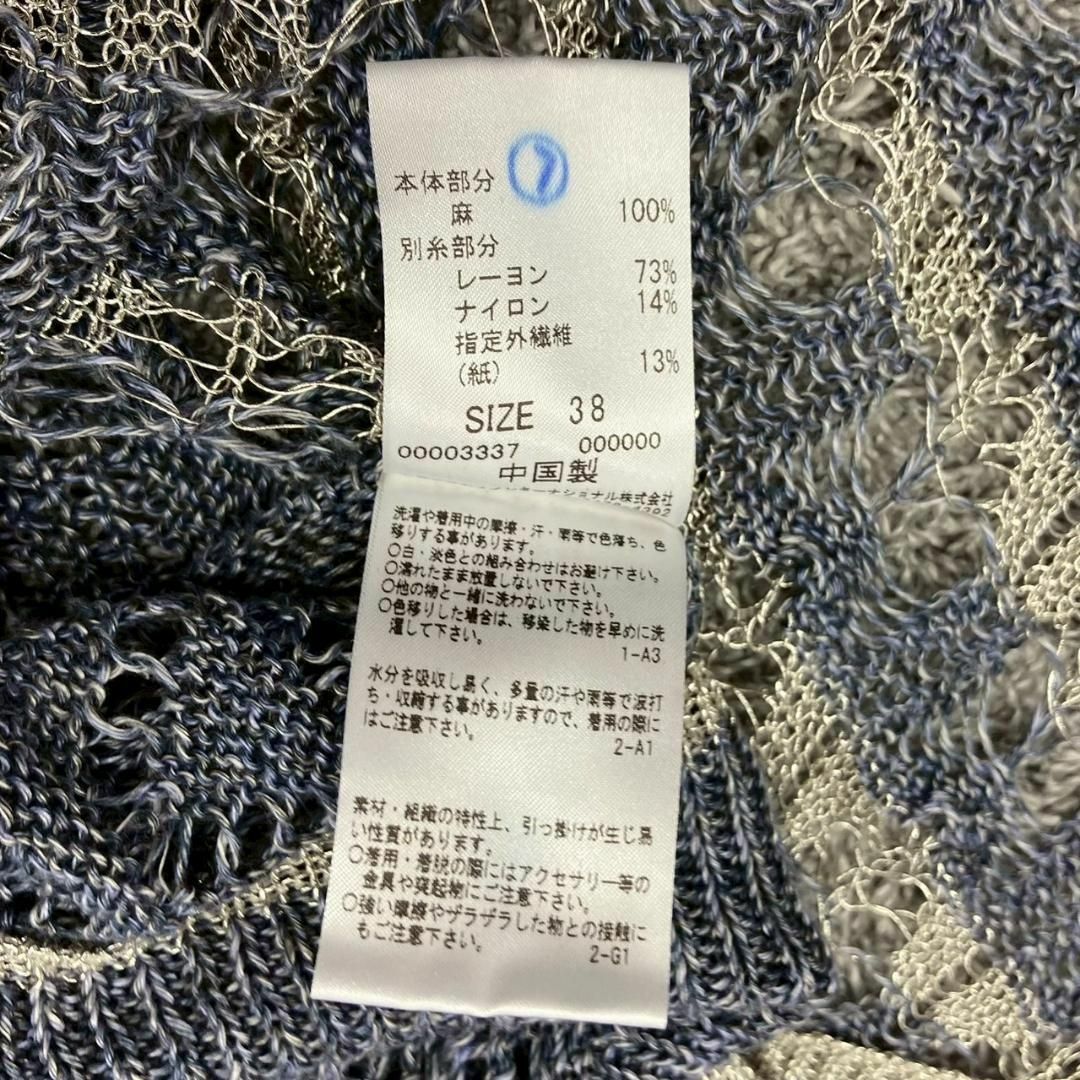 本体部分
麻 100%
別糸部分
レーヨン 73%
ナイロン 14%
指定外繊維
(紙) 13%
SIZE 38
00003337 000000
中国製
ターナショナル株式会社
洗濯や着用中の摩擦・汗・雨等で色落ち、色
移りする事があります。
○白・淡色との組み合わせはお避け下さい。
○濡れたまま放置しないで下さい。
○他の物と一緒に洗わないで下さい。
○色移りした場合は、移染した物を早めに洗
濯して下さい。
1-A3
水分を吸収し易く、多量の汗や雨等で波打
ち・収縮する事がありますので、着用の際に
はご注意下さい。
2-A1
素材・組織の特性上、引っ掛けが生じ易
い性質があります。
○着用・着脱の際にはアクセサリー等の
金具や突起物にご注意下さい。
○強い摩擦やザラザラした物との接触に
もご注意下さい。
2-G1